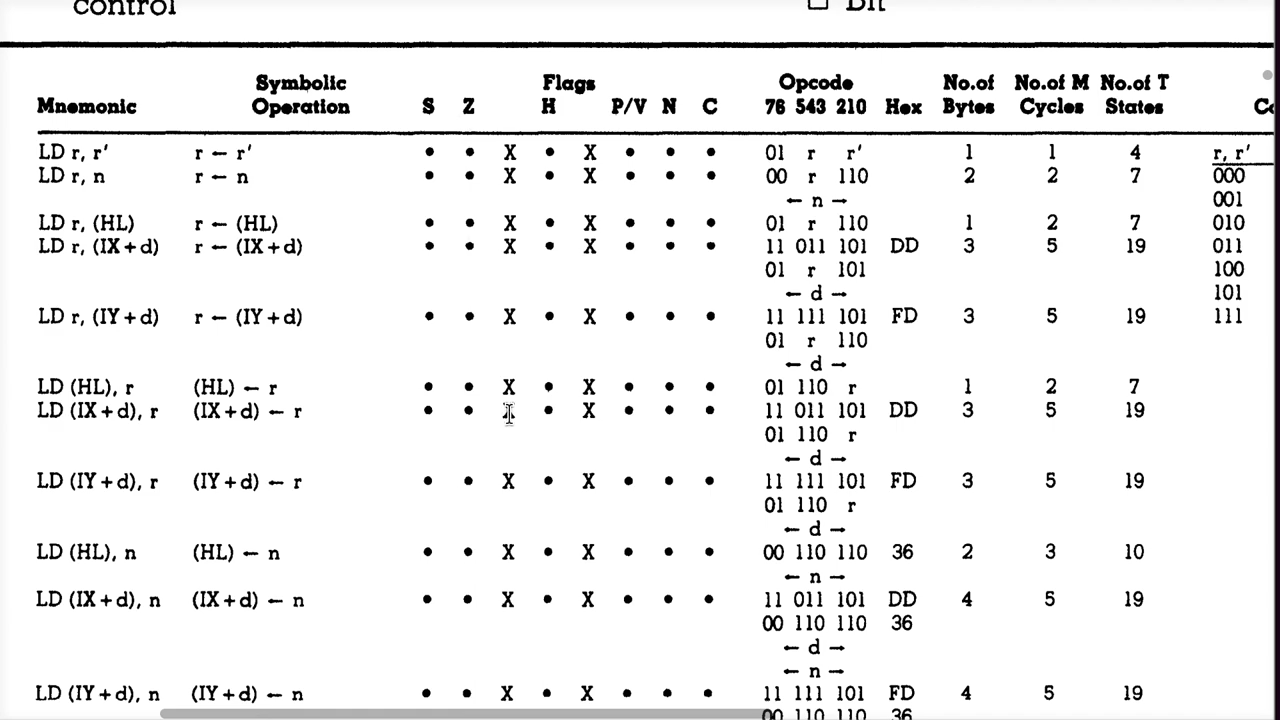 control □ Bit
Symbolic Flags Opcode No.of No.of M No.of T
Mnemonic Operation S Z H P/V N C 76 543 210 Hex Bytes Cycles States
LD r, r' r ← r' • • X • X • • • 01 r r' 1 1 4 r, r'
LD r, n r ← n • • X • X • • • 00 r 110 2 2 7 000
← n → 001
LD r, (HL) r ← (HL) • • X • X • • • 01 r 110 1 2 7 010
LD r, (IX+d) r ← (IX+d) • • X • X • • • 11 011 101 DD 3 5 19 011
01 r 101 100
← d → 101
LD r, (IY+d) r ← (IY+d) • • X • X • • • 11 111 101 FD 3 5 19 111
01 r 110
← d →
LD (HL), r (HL) ← r • • X • X • • • 01 110 r 1 2 7
LD (IX+d), r (IX+d) ← r • • • X • • • 11 011 101 DD 3 5 19
01 110 r
← d →
LD (IY+d), r (IY+d) ← r • • X • X • • • 11 111 101 FD 3 5 19
01 110 r
← d →
LD (HL), n (HL) ← n • • X • X • • • 00 110 110 36 2 3 10
← n →
LD (IX+d), n (IX+d) ← n • • X • X • • • 11 011 101 DD 4 5 19
00 110 110 36
← d →
← n →
LD (IY+d), n (IY+d) ← n • • X • X • • • 11 111 101 FD 4 5 19
00 110 110 36